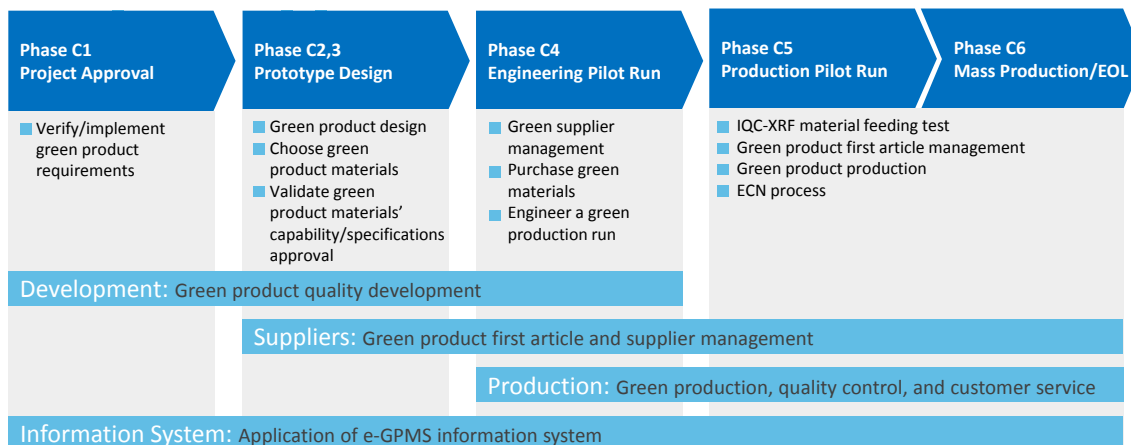 Phase C1
Project Approval
Phase C2,3
Prototype Design
Phase C4
Engineering Pilot Run
Phase C5
Production Pilot Run
Phase C6
Mass Production/EOL
Verify/implement
green product
requirements
Green product design
Choose green
product materials
Validate green
product materials’
capability/specifications
approval
Green supplier
management
Purchase green
materials
Engineer a green
production run
IQC-XRF material feeding test
Green product first article management
Green product production
ECN process
Development: Green product quality development
Suppliers: Green product first article and supplier management
Production: Green production, quality control, and customer service
Information System: Application of e-GPMS information system